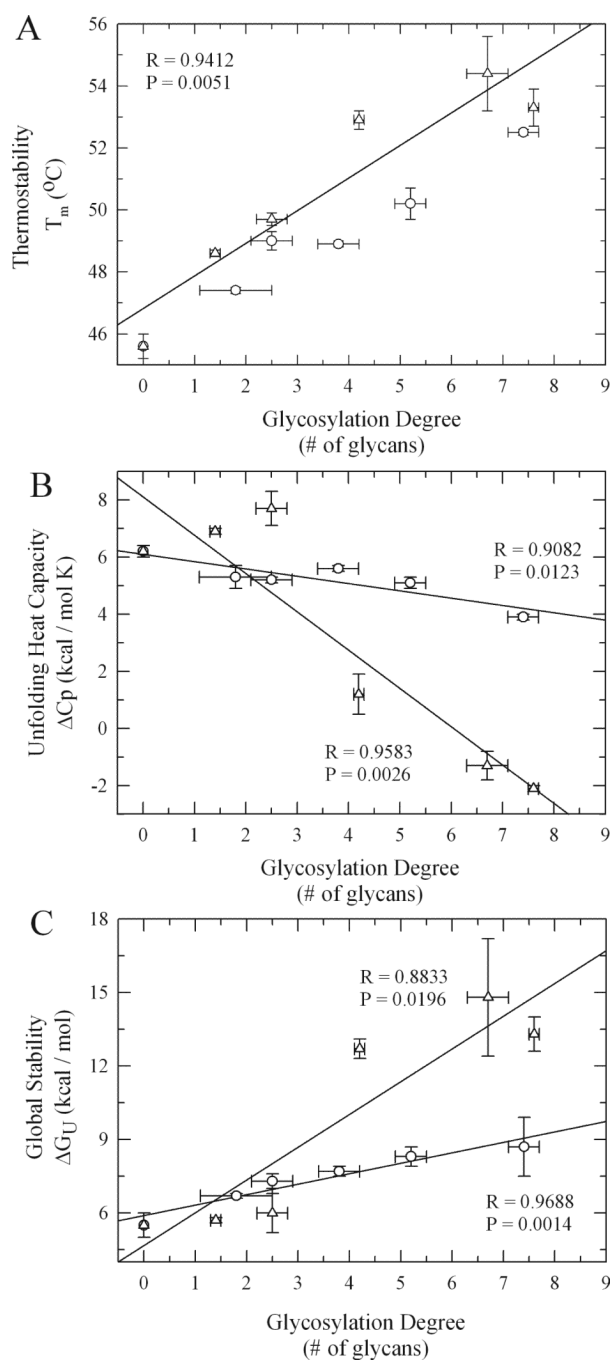 A
56
54
52
50
48
46
R = 0.9412
P = 0.0051
Thermostability
Tm (ºC)
0 1 2 3 4 5 6 7 8 9
Glycosylation Degree
(# of glycans)
B
8
6
4
2
0
-2
R = 0.9082
P = 0.0123
R = 0.9583
P = 0.0026
Unfolding Heat Capacity
ΔCp (kcal / mol K)
0 1 2 3 4 5 6 7 8 9
Glycosylation Degree
(# of glycans)
C
18
15
12
9
6
R = 0.8833
P = 0.0196
R = 0.9688
P = 0.0014
Global Stability
ΔGU (kcal / mol)
0 1 2 3 4 5 6 7 8 9
Glycosylation Degree
(# of glycans)